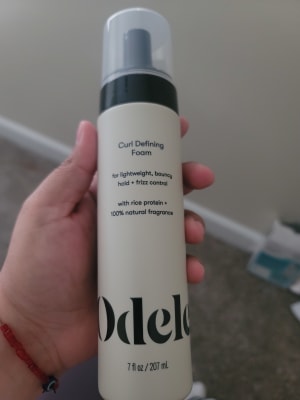 Curl Defining
Foam
for lightweight, bouncy
hold + frizz control
with rice protein +
100% natural fragrance
Odele
7 fl oz / 207 mL